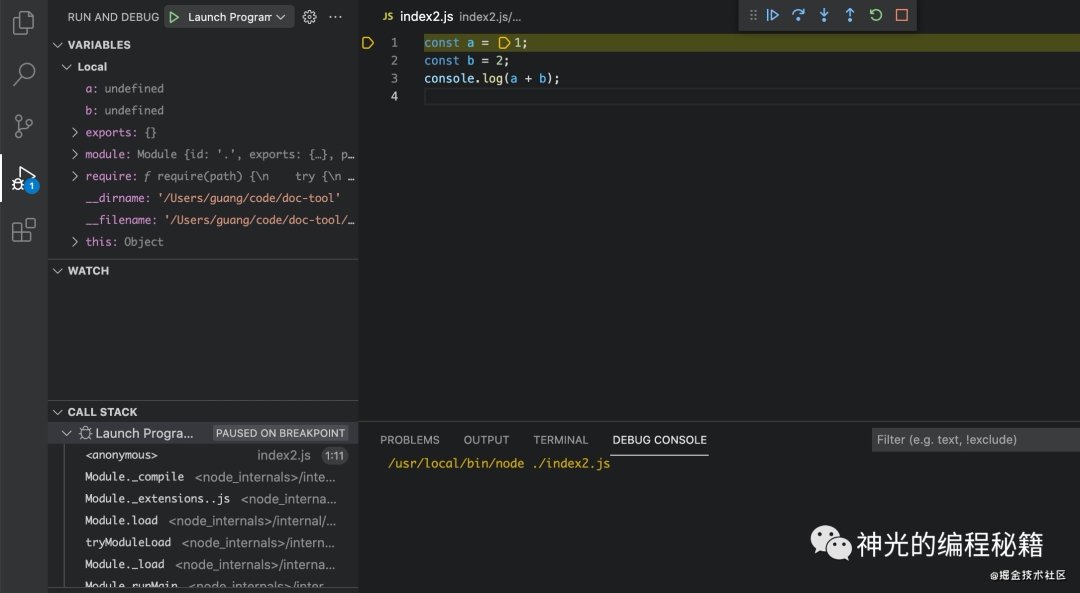 RUN AND DEBUG Launch Program
VARIABLES
Local
a: undefined
b: undefined
exports: {}
module: Module {id: '.', exports: {…}, p…
require: ƒ require(path) {\n    try {\n …
__dirname: '/Users/guang/code/doc-tool'
__filename: '/Users/guang/code/doc-tool/…
this: Object
WATCH
CALL STACK
Launch Progra... PAUSED ON BREAKPOINT
<anonymous> index2.js 1:11
Module._compile <node_internals>/inte...
Module._extensions..js <node_interna...
Module.load <node_internals>/internal/...
tryModuleLoad <node_internals>/intern...
Module._load <node_internals>/interna...
Module.runMain <node_internals>/inter...
JS index2.js index2.js/...
1 const a = 1;
2 const b = 2;
3 console.log(a + b);
4
PROBLEMS OUTPUT TERMINAL DEBUG CONSOLE Filter (e.g. text, !exclude)
/usr/local/bin/node ./index2.js
1
神光的编程秘籍
@掘金技术社区